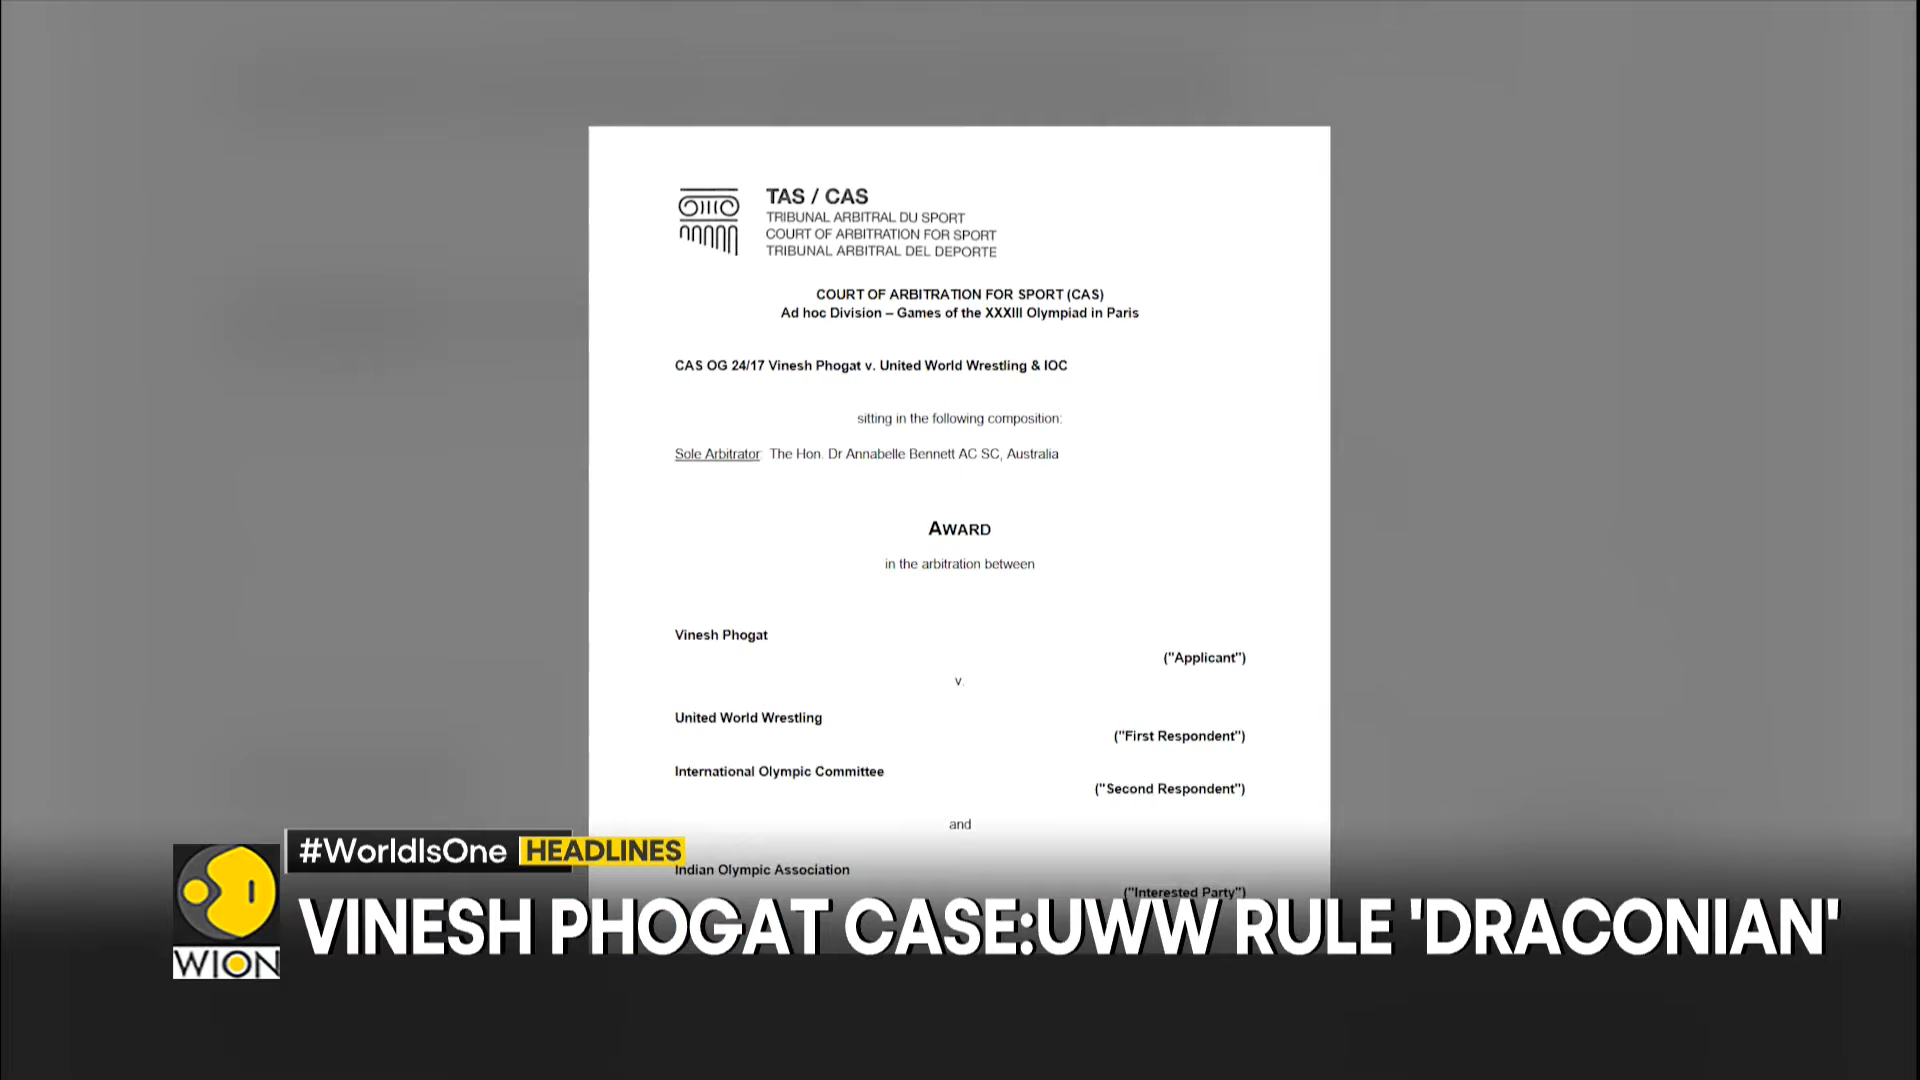 TAS / CAS
TRIBUNAL ARBITRAL DU SPORT
COURT OF ARBITRATION FOR SPORT
TRIBUNAL ARBITRAL DEL DEPORTE
COURT OF ARBITRATION FOR SPORT (CAS)
Ad hoc Division – Games of the XXXIII Olympiad in Paris
CAS OG 24/17 Vinesh Phogat v. United World Wrestling & IOC
sitting in the following composition:
Sole Arbitrator: The Hon. Dr Annabelle Bennett AC SC, Australia
AWARD
in the arbitration between
Vinesh Phogat
("Applicant")
v.
United World Wrestling
("First Respondent")
International Olympic Committee
("Second Respondent")
and
Indian Olympic Association
("Interested Party")
#WorldIsOne HEADLINES
VINESH PHOGAT CASE:UWW RULE 'DRACONIAN'
WION